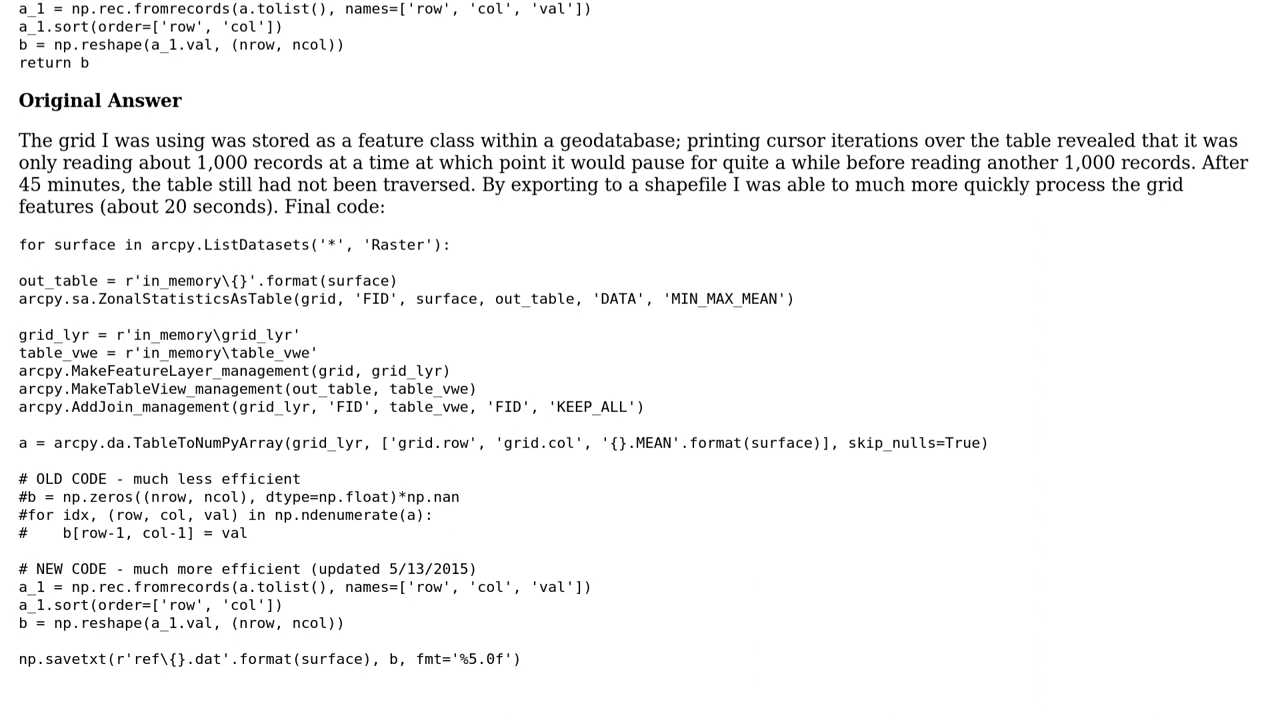 a_1 = np.rec.fromrecords(a.tolist(), names=['row', 'col', 'val'])
a_1.sort(order=['row', 'col'])
b = np.reshape(a_1.val, (nrow, ncol))
return b
Original Answer
The grid I was using was stored as a feature class within a geodatabase; printing cursor iterations over the table revealed that it was
only reading about 1,000 records at a time at which point it would pause for quite a while before reading another 1,000 records. After
45 minutes, the table still had not been traversed. By exporting to a shapefile I was able to much more quickly process the grid
features (about 20 seconds). Final code:
for surface in arcpy.ListDatasets('*', 'Raster'):
out_table = r'in_memory\{}'.format(surface)
arcpy.sa.ZonalStatisticsAsTable(grid, 'FID', surface, out_table, 'DATA', 'MIN_MAX_MEAN')
grid_lyr = r'in_memory\grid_lyr'
table_vwe = r'in_memory\table_vwe'
arcpy.MakeFeatureLayer_management(grid, grid_lyr)
arcpy.MakeTableView_management(out_table, table_vwe)
arcpy.AddJoin_management(grid_lyr, 'FID', table_vwe, 'FID', 'KEEP_ALL')
a = arcpy.da.TableToNumPyArray(grid_lyr, ['grid.row', 'grid.col', '{}.MEAN'.format(surface)], skip_nulls=True)
# OLD CODE - much less efficient
#b = np.zeros((nrow, ncol), dtype=np.float)*np.nan
#for idx, (row, col, val) in np.ndenumerate(a):
#    b[row-1, col-1] = val
# NEW CODE - much more efficient (updated 5/13/2015)
a_1 = np.rec.fromrecords(a.tolist(), names=['row', 'col', 'val'])
a_1.sort(order=['row', 'col'])
b = np.reshape(a_1.val, (nrow, ncol))
np.savetxt(r'ref\{}.dat'.format(surface), b, fmt='%5.0f')